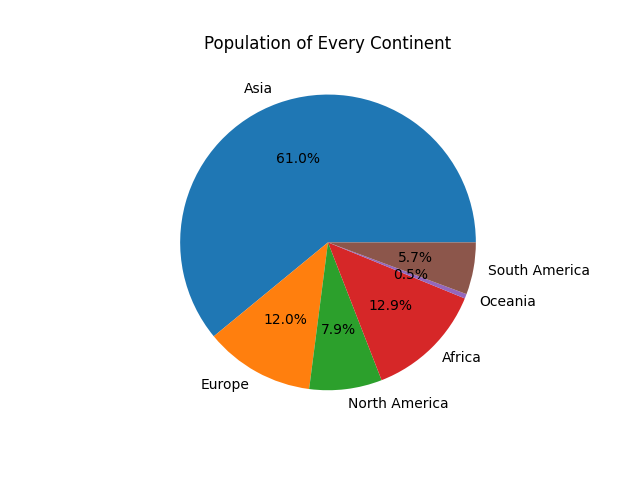 Population of Every Continent
Asia
61.0%
5.7%
South America
0.5%
Oceania
12.9%
12.0%
7.9%
Africa
Europe
North America